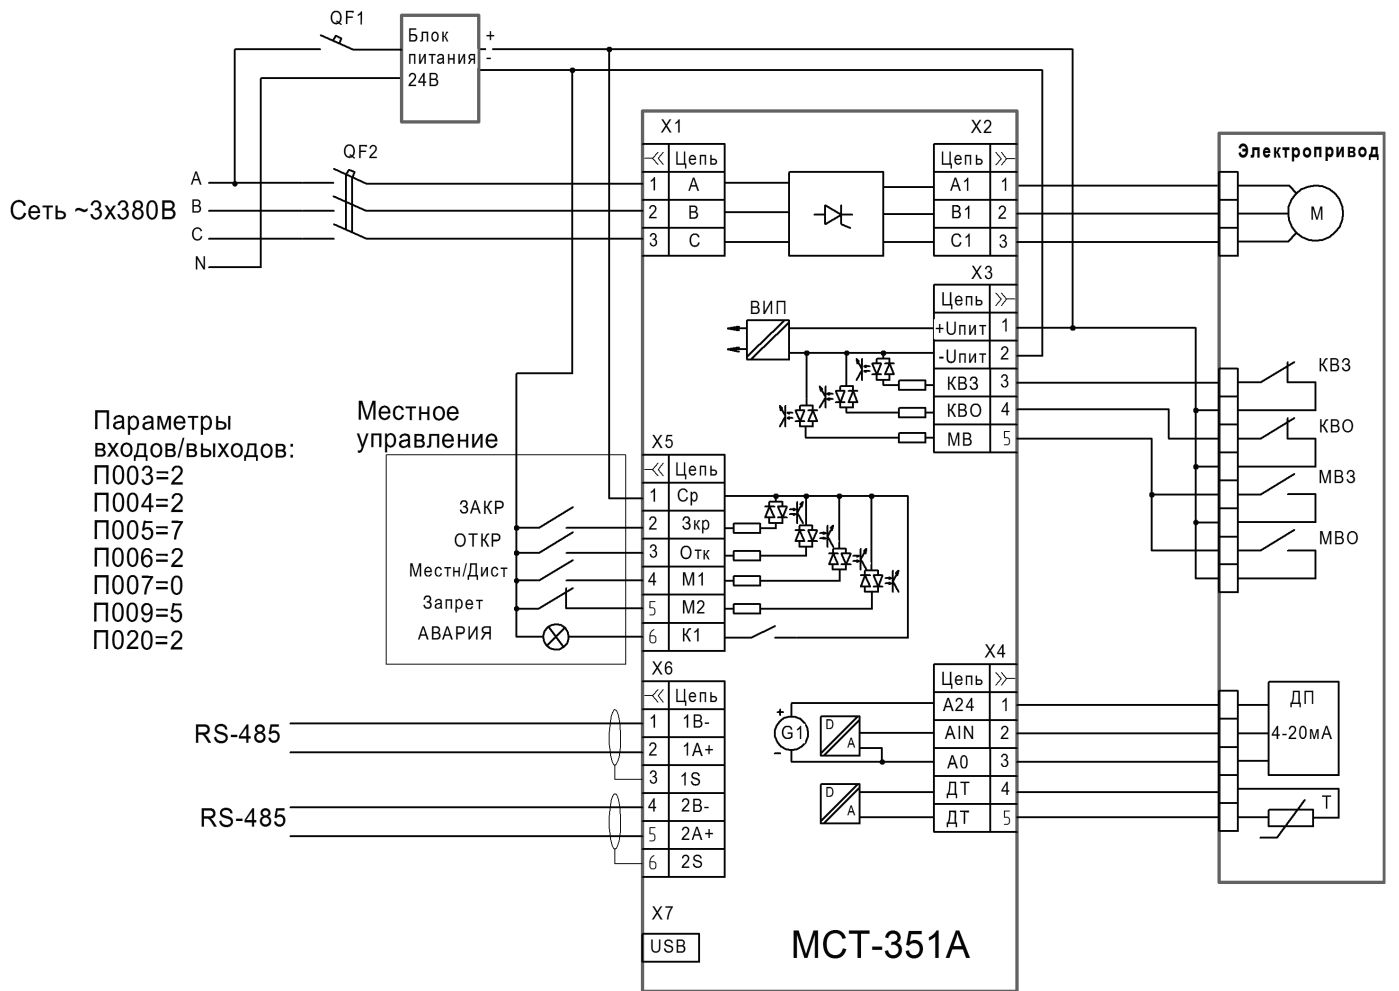 QF1
Блок
питания
24В
+
-
QF2
A
B
C
N
Сеть ~3х380В
X1
Цепь
1 A
2 B
3 C
X2
Цепь
A1 1
B1 2
C1 3
Электропривод
M
X3
Цепь
+Uпит 1
-Uпит 2
КВЗ 3
КВО 4
МВ 5
ВИП
КВЗ
КВО
МВЗ
МВО
Параметры
входов/выходов:
П003=2
П004=2
П005=7
П006=2
П007=0
П009=5
П020=2
Местное
управление
ЗАКР
ОТКР
Местн/Дист
Запрет
АВАРИЯ
X5
Цепь
1 Ср
2 Зкр
3 Отк
4 М1
5 М2
6 К1
X6
Цепь
1 1B-
2 1A+
3 1S
4 2B-
5 2A+
6 2S
RS-485
RS-485
X4
Цепь
A24 1
AIN 2
A0 3
ДТ 4
ДТ 5
+
G1
-
D
A
D
A
ДП
4-20мА
T
X7
USB
МСТ-351А